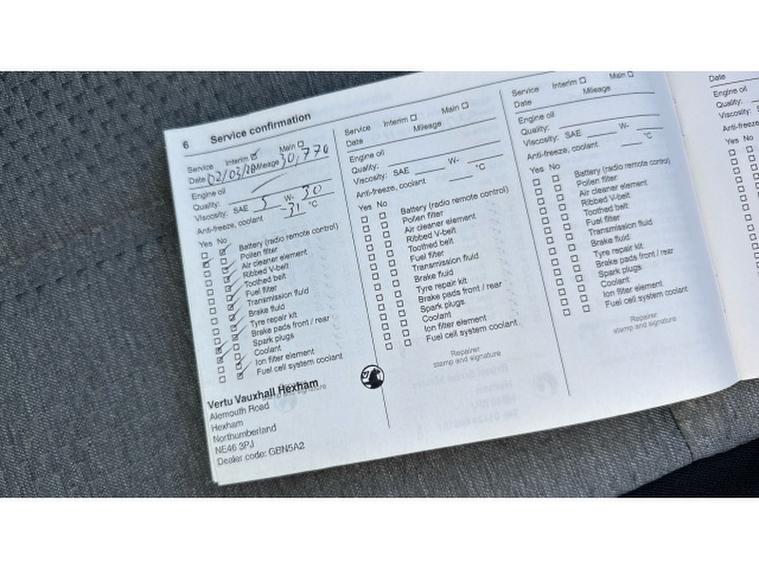 6 Service confirmation
Service Interim Main
Date 02/03/20 Mileage 30,770
Engine oil
Quality:
Viscosity: SAE 5 W- 30
Anti-freeze, coolant -31 °C
Yes No
Battery (radio remote control)
Pollen filter
Air cleaner element
Ribbed V-belt
Toothed belt
Fuel filter
Transmission fluid
Brake fluid
Tyre repair kit
Brake pads front / rear
Spark plugs
Coolant
Ion filter element
Fuel cell system coolant
Vertu Vauxhall Hexham
Alemouth Road
Hexham
Northumberland
NE46 3PJ
Dealer code: GBN5A2
Service Interim Main
Date Mileage
Engine oil
Quality:
Viscosity: SAE W-
Anti-freeze, coolant °C
Yes No
Battery (radio remote control)
Pollen filter
Air cleaner element
Ribbed V-belt
Toothed belt
Fuel filter
Transmission fluid
Brake fluid
Tyre repair kit
Brake pads front / rear
Spark plugs
Coolant
Ion filter element
Fuel cell system coolant
Repairer
stamp and signature
Service Interim Main
Date Mileage
Engine oil
Quality:
Viscosity: SAE W-
Anti-freeze, coolant °C
Yes No
Battery (radio remote control)
Pollen filter
Air cleaner element
Ribbed V-belt
Toothed belt
Fuel filter
Transmission fluid
Brake fluid
Tyre repair kit
Brake pads front / rear
Spark plugs
Coolant
Ion filter element
Fuel cell system coolant
Repairer
stamp and signature
Date
Engine oil
Quality:
Viscosity:
Anti-freeze
Yes No